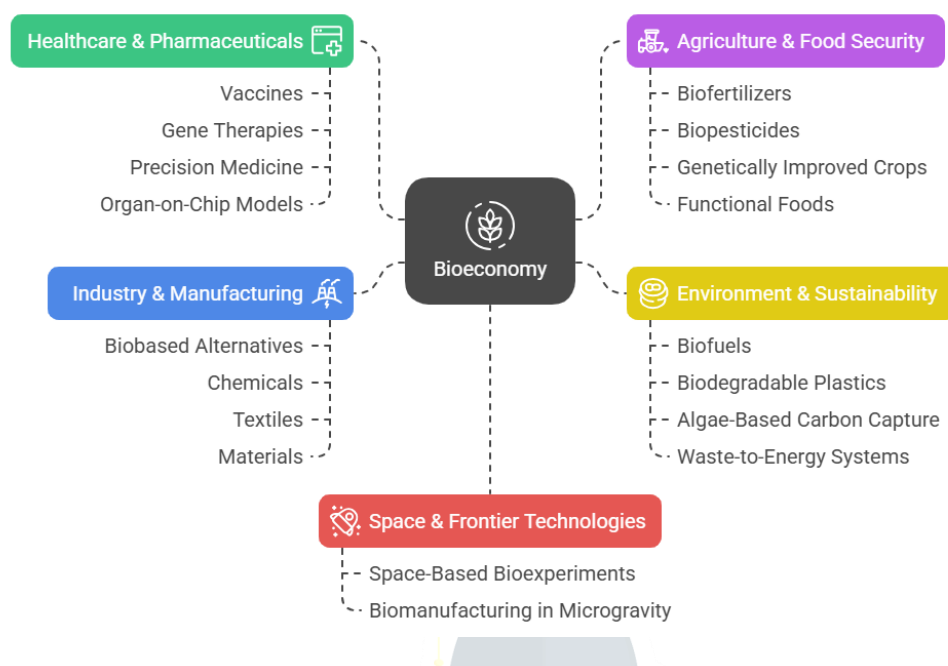 Healthcare & Pharmaceuticals
Vaccines
Gene Therapies
Precision Medicine
Organ-on-Chip Models
Agriculture & Food Security
Biofertilizers
Biopesticides
Genetically Improved Crops
Functional Foods
Bioeconomy
Industry & Manufacturing
Biobased Alternatives
Chemicals
Textiles
Materials
Environment & Sustainability
Biofuels
Biodegradable Plastics
Algae-Based Carbon Capture
Waste-to-Energy Systems
Space & Frontier Technologies
Space-Based Bioexperiments
Biomanufacturing in Microgravity